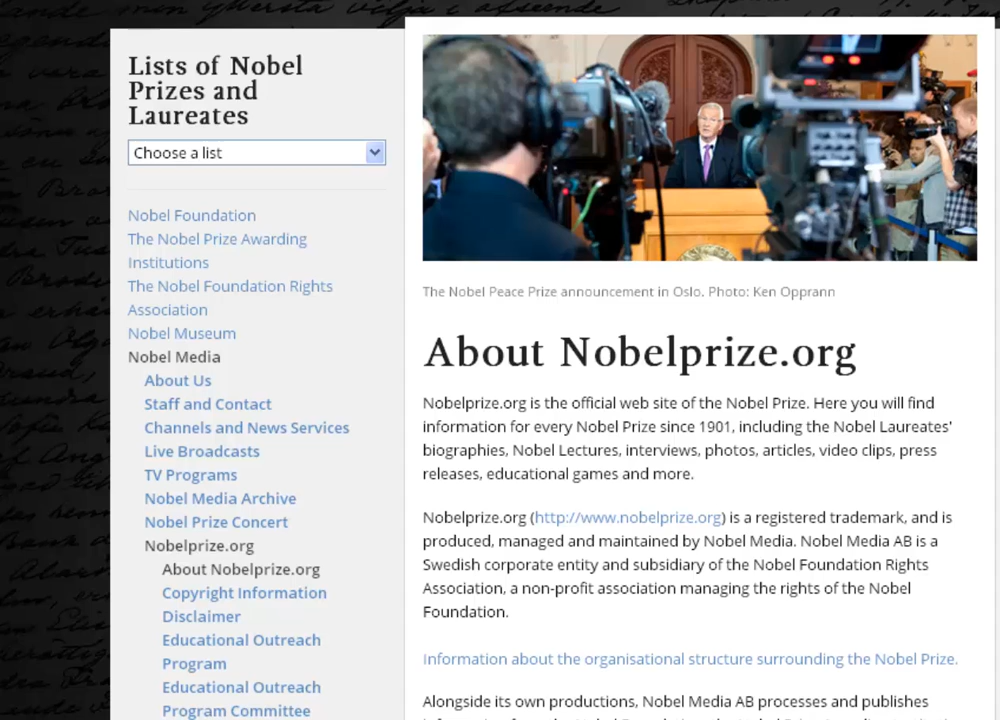 Lists of Nobel
Prizes and
Laureates
Choose a list
Nobel Foundation
The Nobel Prize Awarding
Institutions
The Nobel Foundation Rights
Association
Nobel Museum
Nobel Media
About Us
Staff and Contact
Channels and News Services
Live Broadcasts
TV Programs
Nobel Media Archive
Nobel Prize Concert
Nobelprize.org
About Nobelprize.org
Copyright Information
Disclaimer
Educational Outreach
Program
Educational Outreach
Program Committee
The Nobel Peace Prize announcement in Oslo. Photo: Ken Opprann
About Nobelprize.org
Nobelprize.org is the official web site of the Nobel Prize. Here you will find
information for every Nobel Prize since 1901, including the Nobel Laureates'
biographies, Nobel Lectures, interviews, photos, articles, video clips, press
releases, educational games and more.
Nobelprize.org (http://www.nobelprize.org) is a registered trademark, and is
produced, managed and maintained by Nobel Media. Nobel Media AB is a
Swedish corporate entity and subsidiary of the Nobel Foundation Rights
Association, a non-profit association managing the rights of the Nobel
Foundation.
Information about the organisational structure surrounding the Nobel Prize.
Alongside its own productions, Nobel Media AB processes and publishes